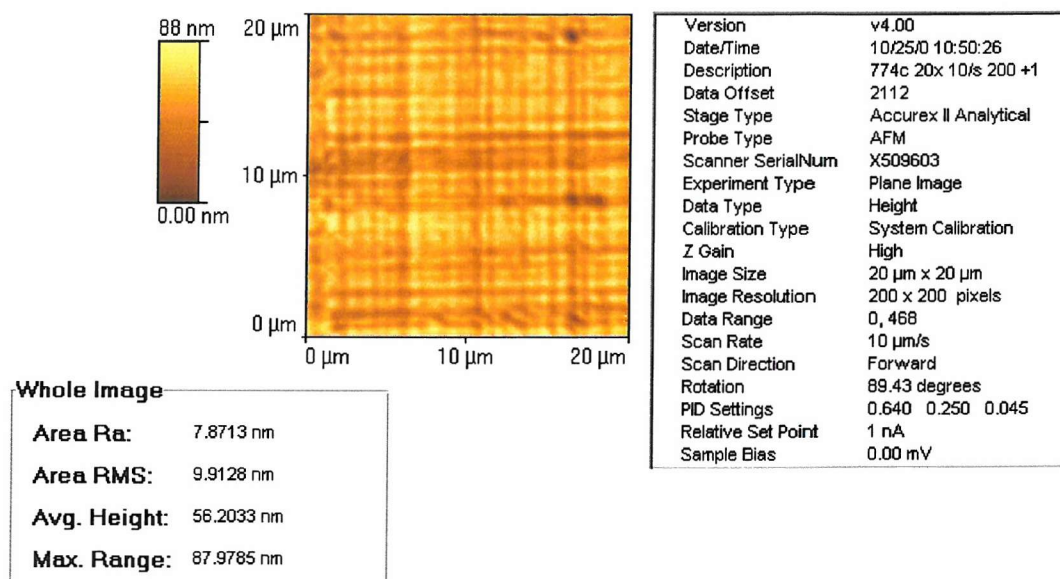 88 nm
0.00 nm
20 µm
10 µm
0 µm
0 µm
10 µm
20 µm
Version v4.00
Date/Time 10/25/0 10:50:26
Description 774c 20x 10/s 200 +1
Data Offset 2112
Stage Type Accurex II Analytical
Probe Type AFM
Scanner SerialNum X509603
Experiment Type Plane Image
Data Type Height
Calibration Type System Calibration
Z Gain High
Image Size 20 µm x 20 µm
Image Resolution 200 x 200 pixels
Data Range 0, 468
Scan Rate 10 µm/s
Scan Direction Forward
Rotation 89.43 degrees
PID Settings 0.640 0.250 0.045
Relative Set Point 1 nA
Sample Bias 0.00 mV
Whole Image
Area Ra: 7.8713 nm
Area RMS: 9.9128 nm
Avg. Height: 56.2033 nm
Max. Range: 87.9785 nm